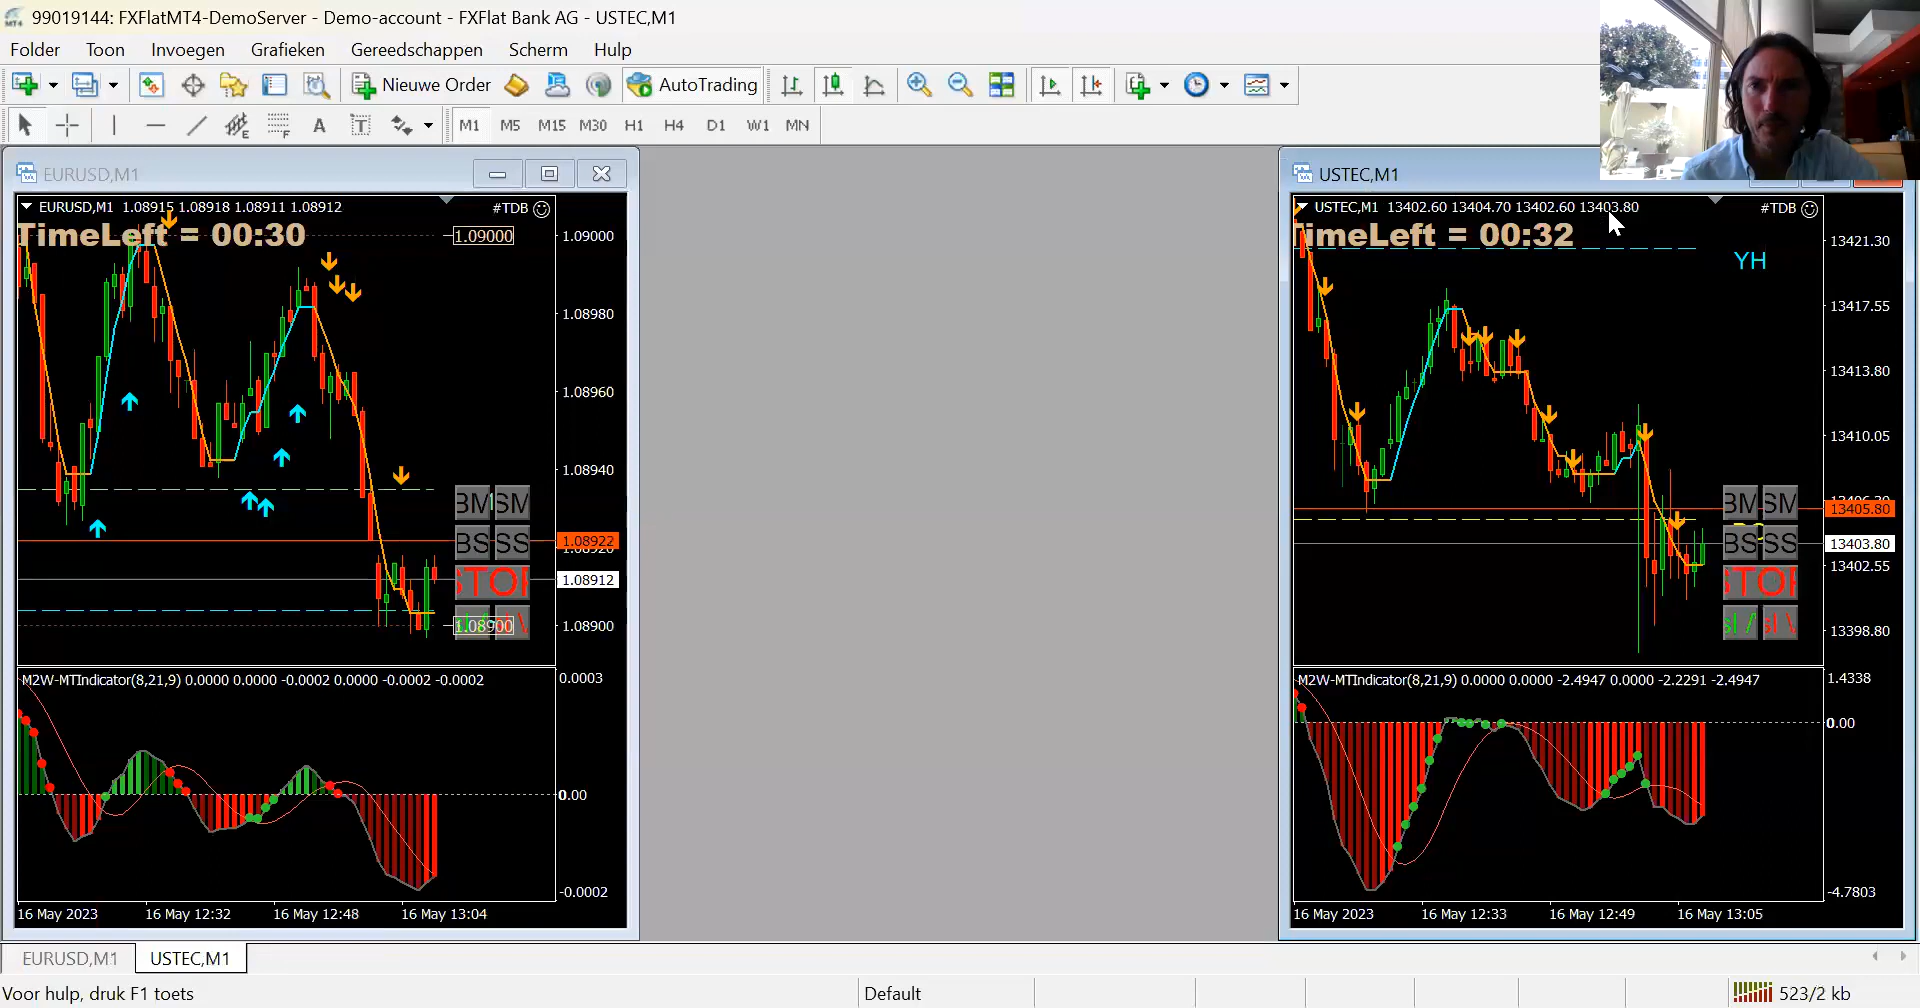 99019144: FXFlatMT4-DemoServer - Demo-account - FXFlat Bank AG - USTEC,M1
Folder Toon Invoegen Grafieken Gereedschappen Scherm Hulp
Nieuwe Order AutoTrading
A T M1 M5 M15 M30 H1 H4 D1 W1 MN
EURUSD,M1
EURUSD,M1 1.08915 1.08918 1.08911 1.08912 #TDB
TimeLeft = 00:30
1.09000
1.09000
1.08980
1.08960
1.08940
1.08922
1.08920
1.08912
1.08900
1.08900
BM SM
BS SS
STOP
M2W-MTIndicator(8,21,9) 0.0000 0.0000 -0.0002 0.0000 -0.0002 -0.0002
0.0003
0.00
-0.0002
16 May 2023 16 May 12:32 16 May 12:48 16 May 13:04
USTEC,M1
USTEC,M1 13402.60 13404.70 13402.60 13403.80 #TDB
TimeLeft = 00:32
YH
13421.30
13417.55
13413.80
13410.05
13406.30
13405.80
13403.80
13402.55
13398.80
BM SM
BS SS
STOP
sl / sl \
M2W-MTIndicator(8,21,9) 0.0000 0.0000 -2.4947 0.0000 -2.2291 -2.4947
1.4338
0.00
-4.7803
16 May 2023 16 May 12:33 16 May 12:49 16 May 13:05
EURUSD,M1 USTEC,M1
Voor hulp, druk F1 toets Default 523/2 kb